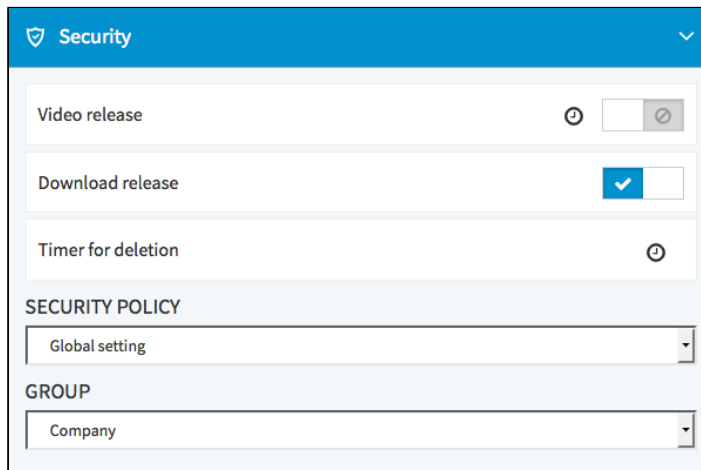 Security
Video release
Download release
Timer for deletion
SECURITY POLICY
Global setting
GROUP
Company